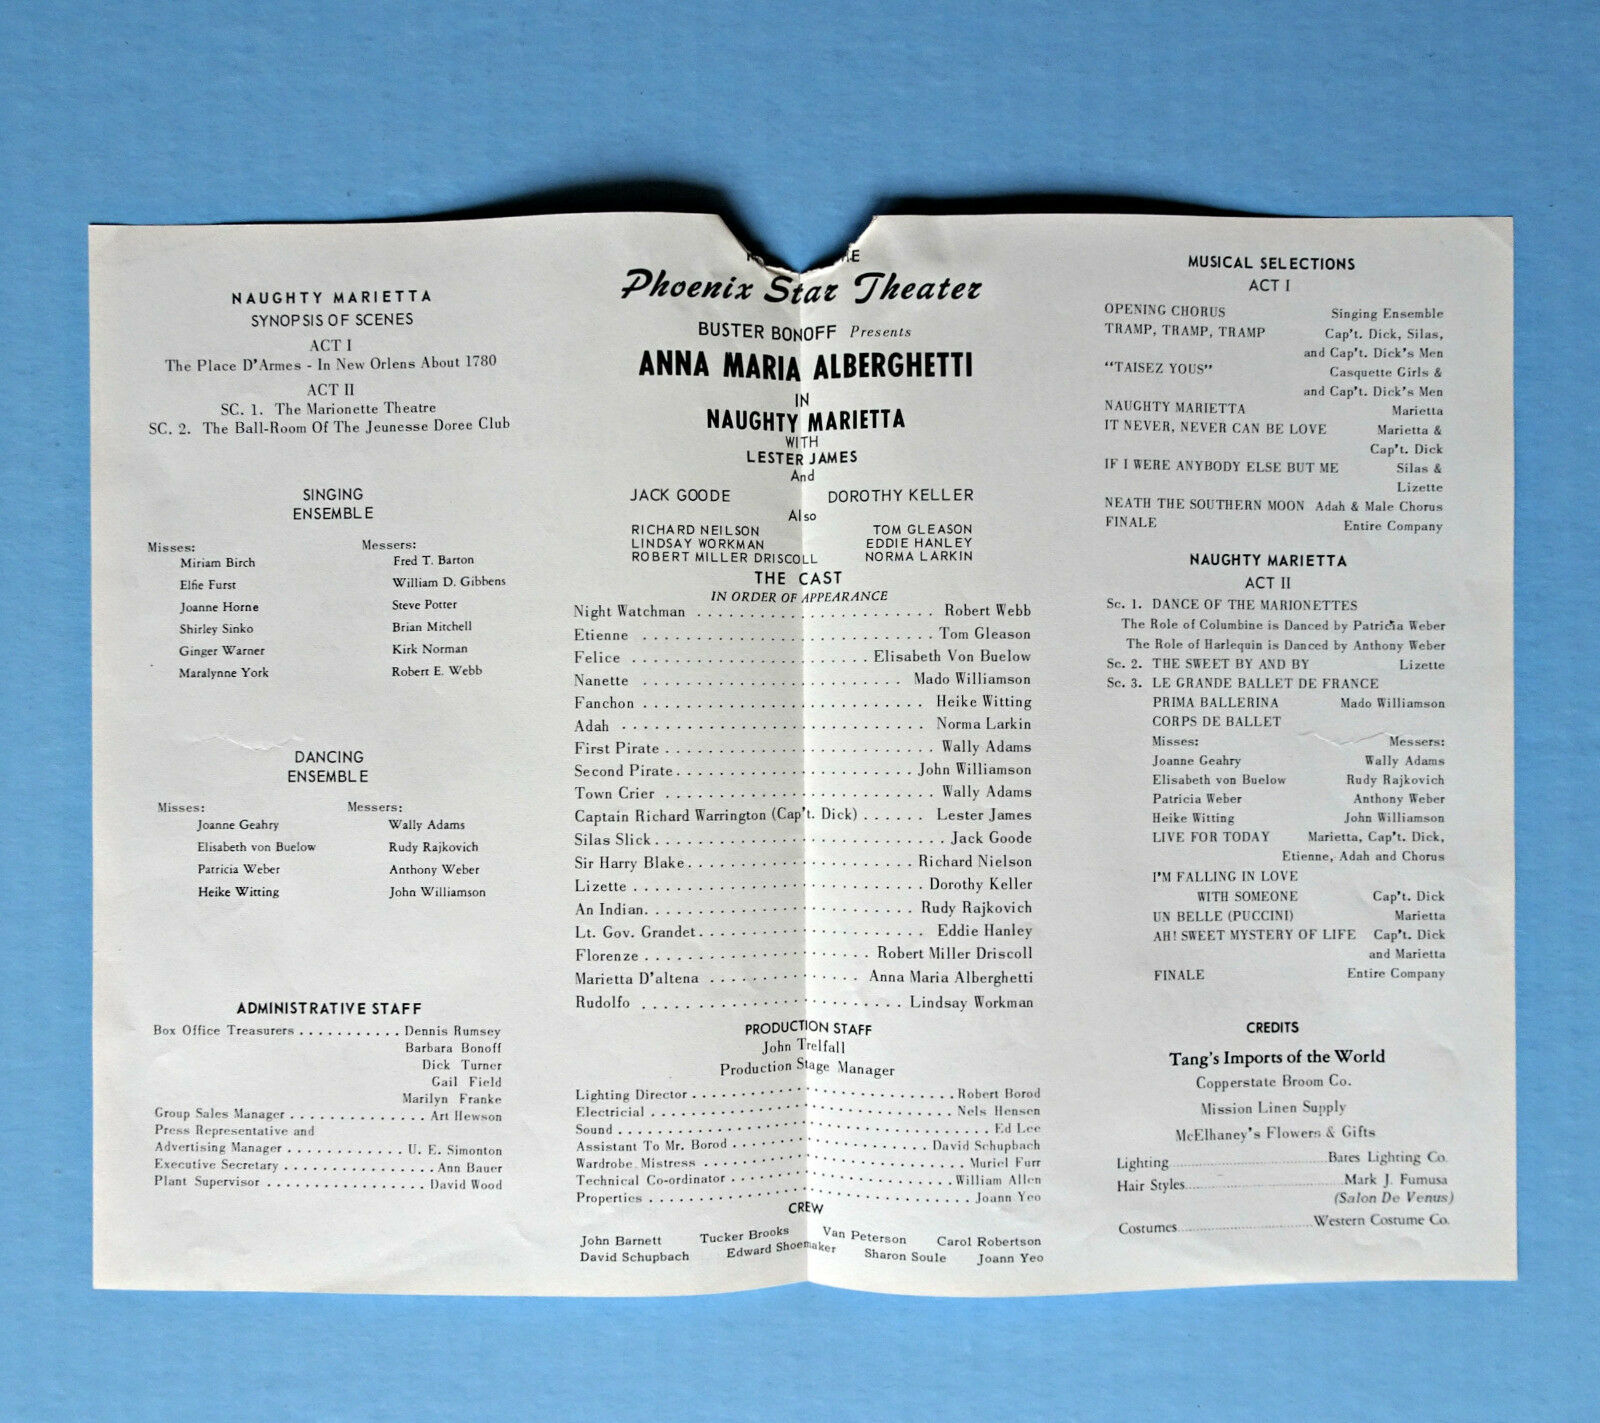 NAUGHTY MARIETTA
SYNOPSIS OF SCENES
ACT I
The Place D'Armes - In New Orlens About 1780
ACT II
SC. 1. The Marionette Theatre
SC. 2. The Ball-Room Of The Jeunesse Doree Club
SINGING
ENSEMBLE
Misses: Messers:
Miriam Birch Fred T. Barton
Elfie Furst William D. Gibbens
Joanne Horne Steve Potter
Shirley Sinko Brian Mitchell
Ginger Warner Kirk Norman
Maralynne York Robert E. Webb
DANCING
ENSEMBLE
Misses: Messers:
Joanne Geahry Wally Adams
Elisabeth von Buelow Rudy Rajkovich
Patricia Weber Anthony Weber
Heike Witting John Williamson
ADMINISTRATIVE STAFF
Box Office Treasurers . . . . . . . . . . . Dennis Rumsey
Barbara Bonoff
Dick Turner
Gail Field
Marilyn Franke
Group Sales Manager . . . . . . . . . . . . . . Art Hewson
Press Representative and
Advertising Manager . . . . . . . . . . . . U. E. Simonton
Executive Secretary . . . . . . . . . . . . . . . . Ann Bauer
Plant Supervisor . . . . . . . . . . . . . . . . . David Wood
Phoenix Star Theater
BUSTER BONOFF Presents
ANNA MARIA ALBERGHETTI
IN
NAUGHTY MARIETTA
WITH
LESTER JAMES
And
JACK GOODE DOROTHY KELLER
Also
RICHARD NEILSON TOM GLEASON
LINDSAY WORKMAN EDDIE HANLEY
ROBERT MILLER DRISCOLL NORMA LARKIN
THE CAST
IN ORDER OF APPEARANCE
Night Watchman . . . . . . . . . . . . . . . . . . . . . Robert Webb
Etienne . . . . . . . . . . . . . . . . . . . . . . . . . . Tom Gleason
Felice . . . . . . . . . . . . . . . . . . . . . Elisabeth Von Buelow
Nanette . . . . . . . . . . . . . . . . . . . . . . . Mado Williamson
Fanchon . . . . . . . . . . . . . . . . . . . . . . . . Heike Witting
Adah . . . . . . . . . . . . . . . . . . . . . . . . . . Norma Larkin
First Pirate . . . . . . . . . . . . . . . . . . . . . . . Wally Adams
Second Pirate . . . . . . . . . . . . . . . . . . . . John Williamson
Town Crier . . . . . . . . . . . . . . . . . . . . . . . Wally Adams
Captain Richard Warrington (Cap't. Dick) . . . . . . Lester James
Silas Slick . . . . . . . . . . . . . . . . . . . . . . . . Jack Goode
Sir Harry Blake . . . . . . . . . . . . . . . . . . . Richard Nielson
Lizette . . . . . . . . . . . . . . . . . . . . . . . . Dorothy Keller
An Indian. . . . . . . . . . . . . . . . . . . . . . . Rudy Rajkovich
Lt. Gov. Grandet . . . . . . . . . . . . . . . . . . . Eddie Hanley
Florenze . . . . . . . . . . . . . . . . . . . Robert Miller Driscoll
Marietta D'altena . . . . . . . . . . . . . Anna Maria Alberghetti
Rudolfo . . . . . . . . . . . . . . . . . . . . . . Lindsay Workman
PRODUCTION STAFF
John Trelfall
Production Stage Manager
Lighting Director . . . . . . . . . . . . . . . . . . . . Robert Borod
Electricial . . . . . . . . . . . . . . . . . . . . . . . . Nels Hensen
Sound . . . . . . . . . . . . . . . . . . . . . . . . . . . . . . Ed Lee
Assistant To Mr. Borod . . . . . . . . . . . . . . David Schupbach
Wardrobe Mistress . . . . . . . . . . . . . . . . . . . Muriel Furr
Technical Co-ordinator . . . . . . . . . . . . . . . William Allen
Properties . . . . . . . . . . . . . . . . . . . . . . . . . Joann Yeo
CREW
John Barnett Tucker Brooks Van Peterson Carol Robertson
David Schupbach Edward Shoemaker Sharon Soule Joann Yeo
MUSICAL SELECTIONS
ACT I
OPENING CHORUS Singing Ensemble
TRAMP, TRAMP, TRAMP Cap't. Dick, Silas,
and Cap't. Dick's Men
"TAISEZ YOUS" Casquette Girls &
and Cap't. Dick's Men
NAUGHTY MARIETTA Marietta
IT NEVER, NEVER CAN BE LOVE Marietta &
Cap't. Dick
IF I WERE ANYBODY ELSE BUT ME Silas &
Lizette
NEATH THE SOUTHERN MOON Adah & Male Chorus
FINALE Entire Company
NAUGHTY MARIETTA
ACT II
Sc. 1. DANCE OF THE MARIONETTES
The Role of Columbine is Danced by Patricia Weber
The Role of Harlequin is Danced by Anthony Weber
Sc. 2. THE SWEET BY AND BY Lizette
Sc. 3. LE GRANDE BALLET DE FRANCE
PRIMA BALLERINA Mado Williamson
CORPS DE BALLET
Misses: Messers:
Joanne Geahry Wally Adams
Elisabeth von Buelow Rudy Rajkovich
Patricia Weber Anthony Weber
Heike Witting John Williamson
LIVE FOR TODAY Marietta, Cap't. Dick,
Etienne, Adah and Chorus
I'M FALLING IN LOVE
WITH SOMEONE Cap't. Dick
UN BELLE (PUCCINI) Marietta
AH! SWEET MYSTERY OF LIFE Cap't. Dick
and Marietta
FINALE Entire Company
CREDITS
Tang's Imports of the World
Copperstate Broom Co.
Mission Linen Supply
McElhaney's Flowers & Gifts
Lighting.......................................Bates Lighting Co.
Hair Styles.......................................Mark J. Fumusa
(Salon De Venus)
Costumes.................................Western Costume Co.